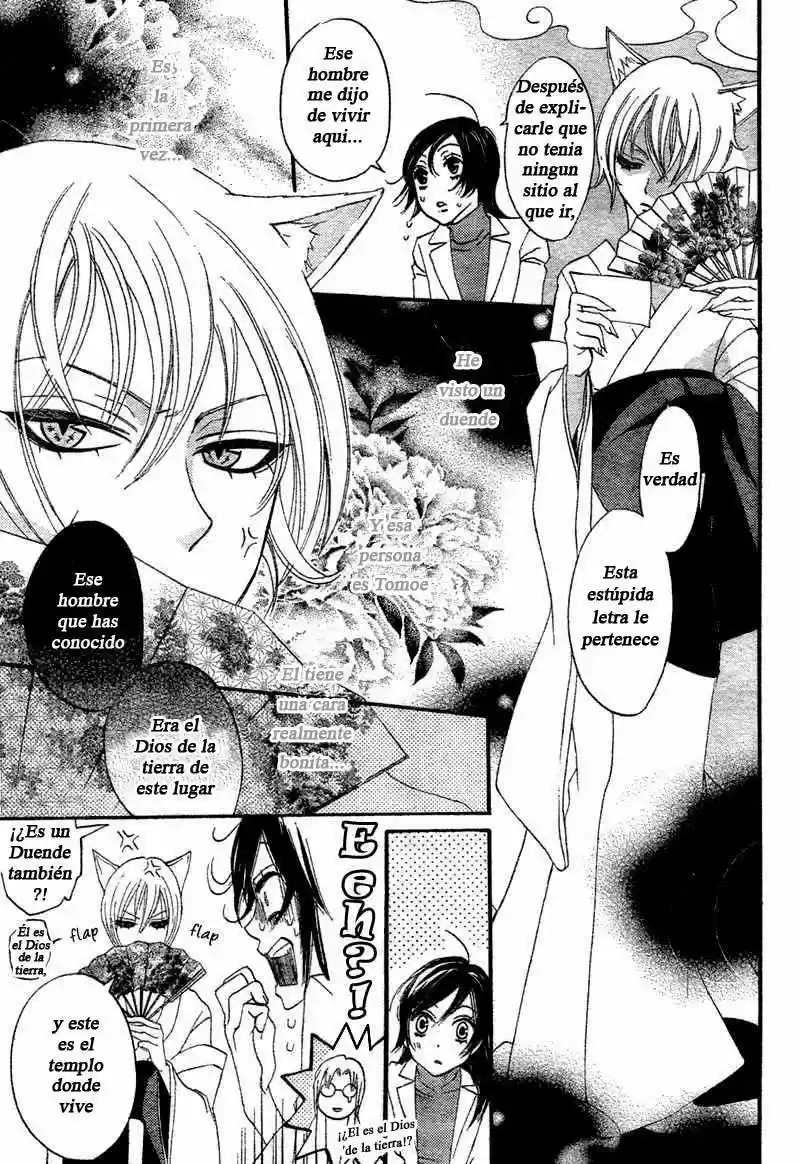 Después
de expli-
carle que
no tenia
ningun
sitio al
que ir,
Ese
hombre
me dijo
de vivir
aqui...
Es
la
primera
vez...
He
visto un
duende
Y esa
persona
es Tomoe
El tiene
una cara
realmente
bonita...
Es
verdad
Esta
estúpida
letra le
pertenece
Ese
hombre
que has
conocido
Era el
Dios de la
tierra de
este lugar
E eh?!
¡¿Es un
Duende
también
?!
flap
flap
Él es
el Dios
de la
tierra,
y este
es el
templo
donde
vive
¡¿El es el Dios
de la tierra!?